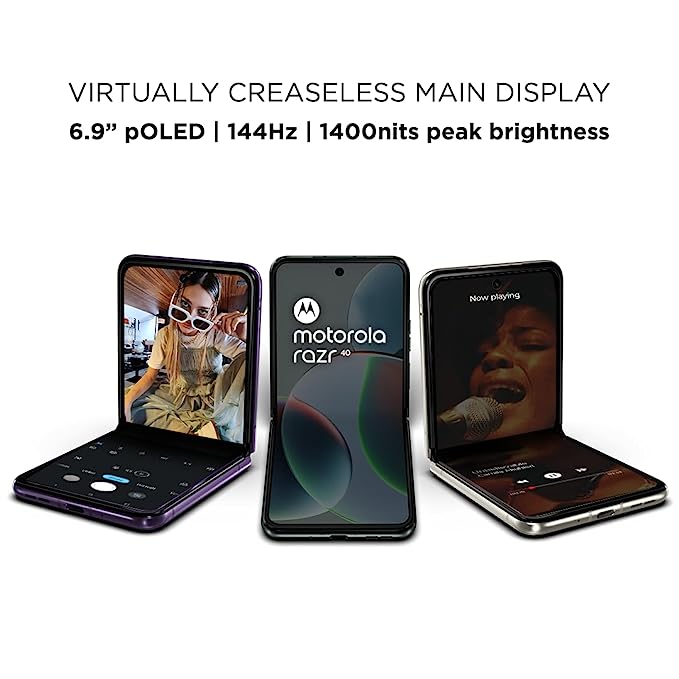 VIRTUALLY CREASELESS MAIN DISPLAY
6.9” pOLED | 144Hz | 1400nits peak brightness
motorola
razr 40
Now playing